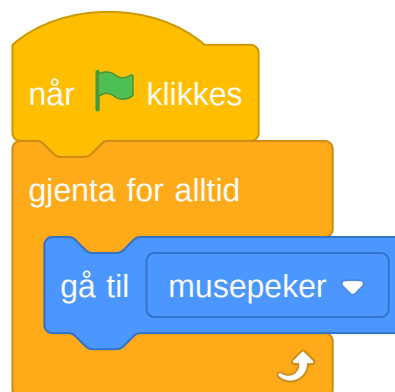 når klikkes
gjenta for alltid
gå til musepeker